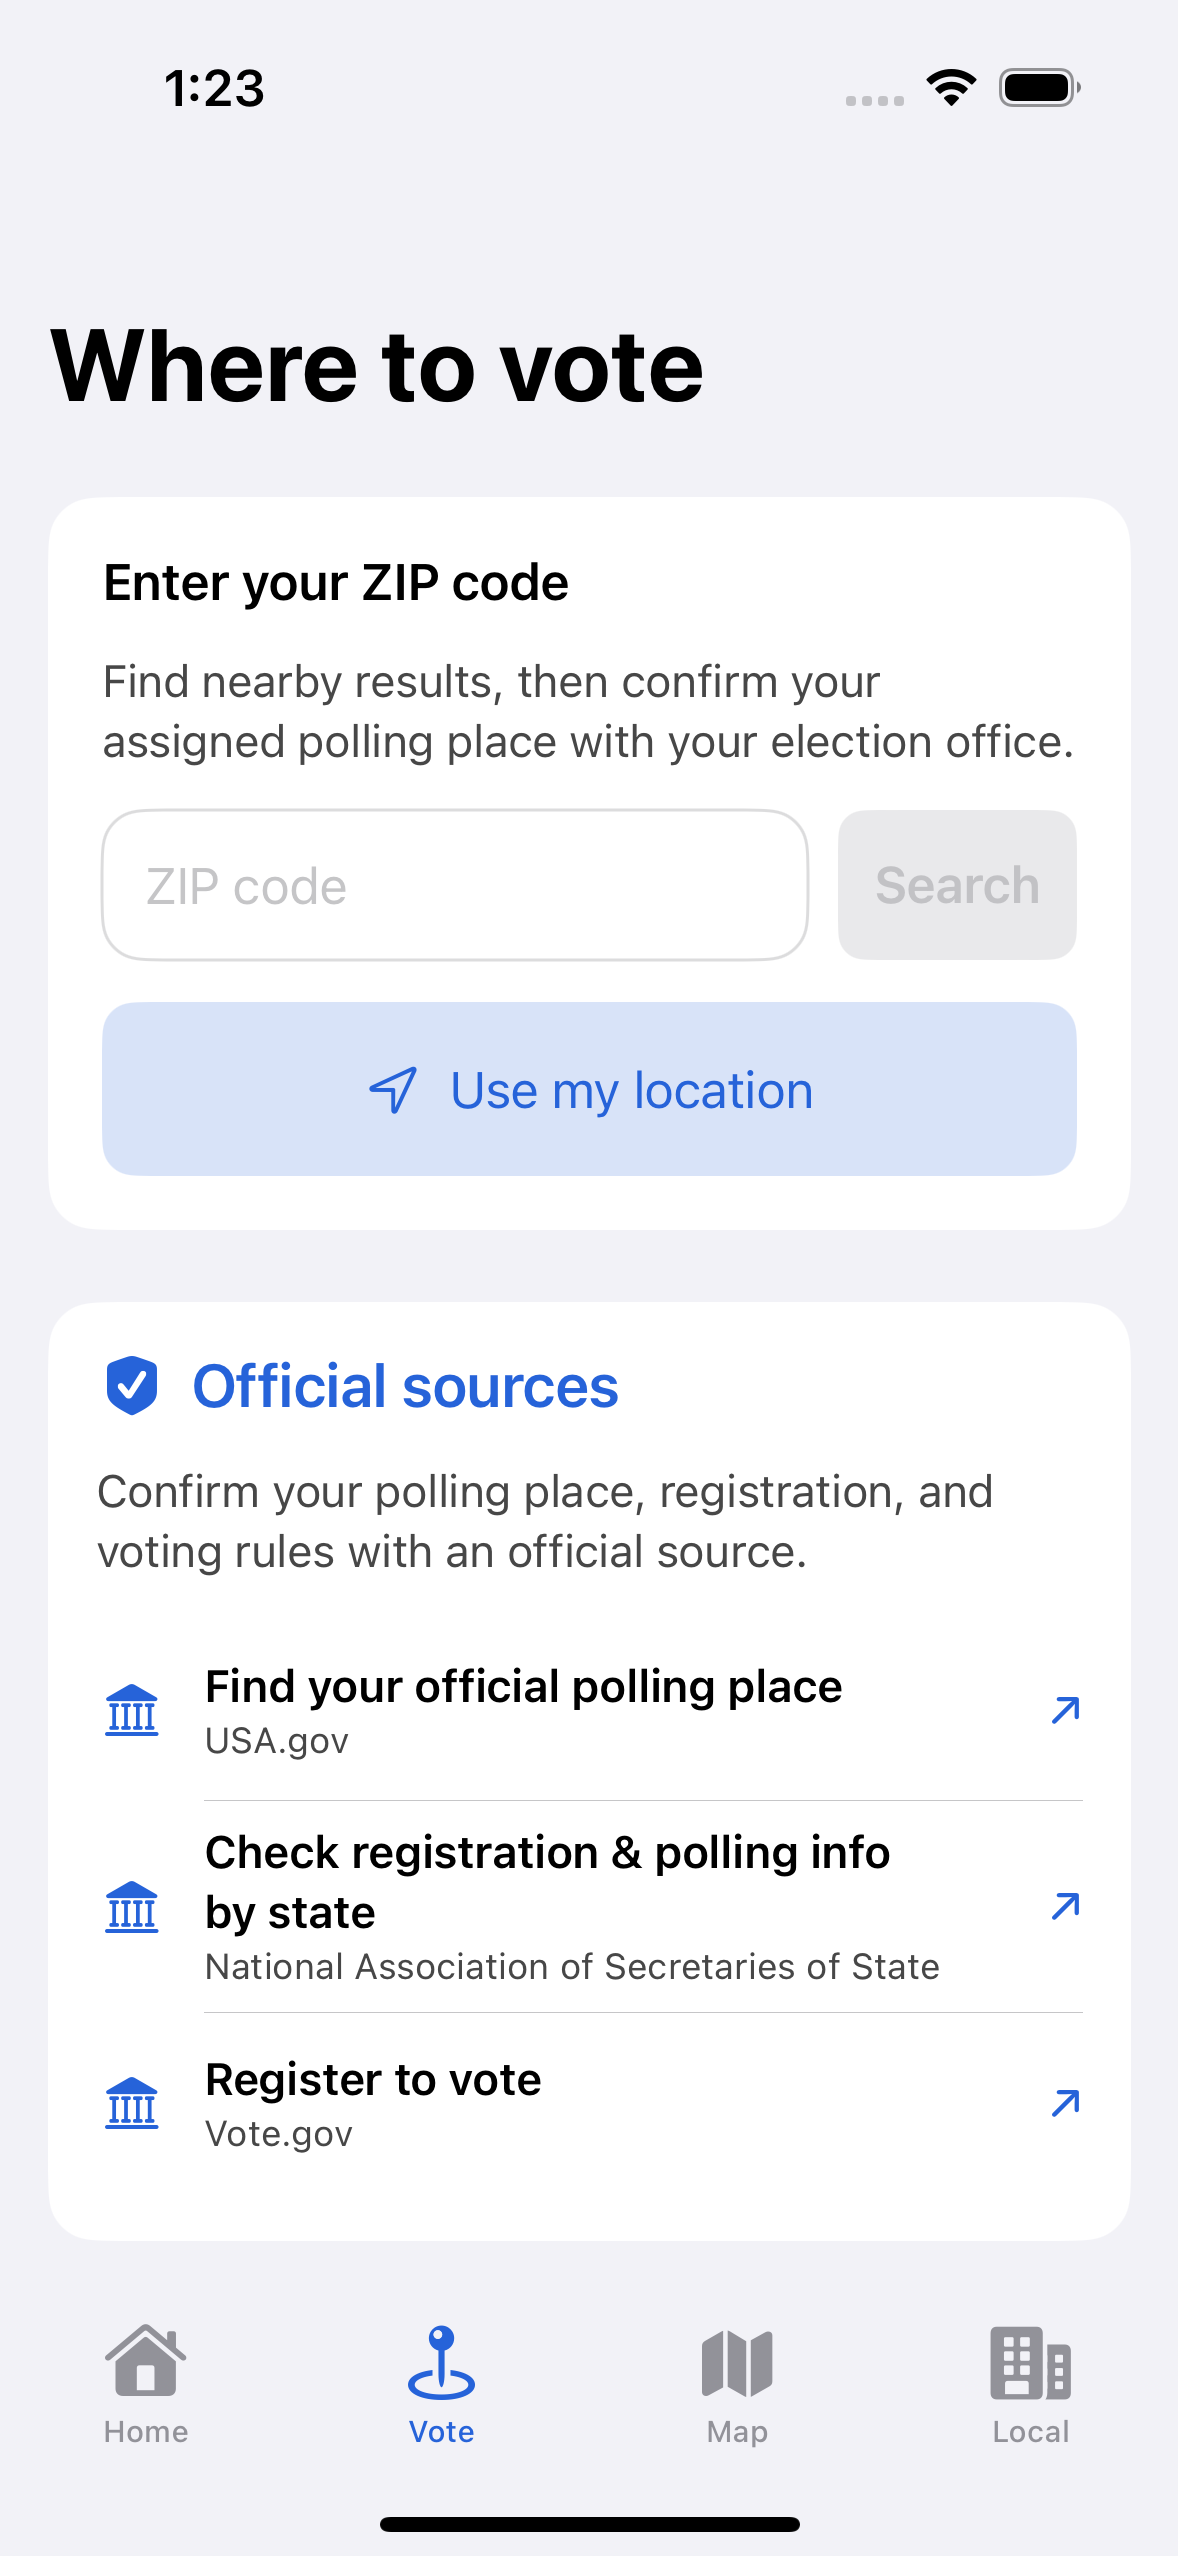 1:23
Where to vote
Enter your ZIP code
Find nearby results, then confirm your
assigned polling place with your election office.
ZIP code
Search
Use my location
Official sources
Confirm your polling place, registration, and
voting rules with an official source.
Find your official polling place
USA.gov
Check registration & polling info
by state
National Association of Secretaries of State
Register to vote
Vote.gov
Home
Vote
Map
Local